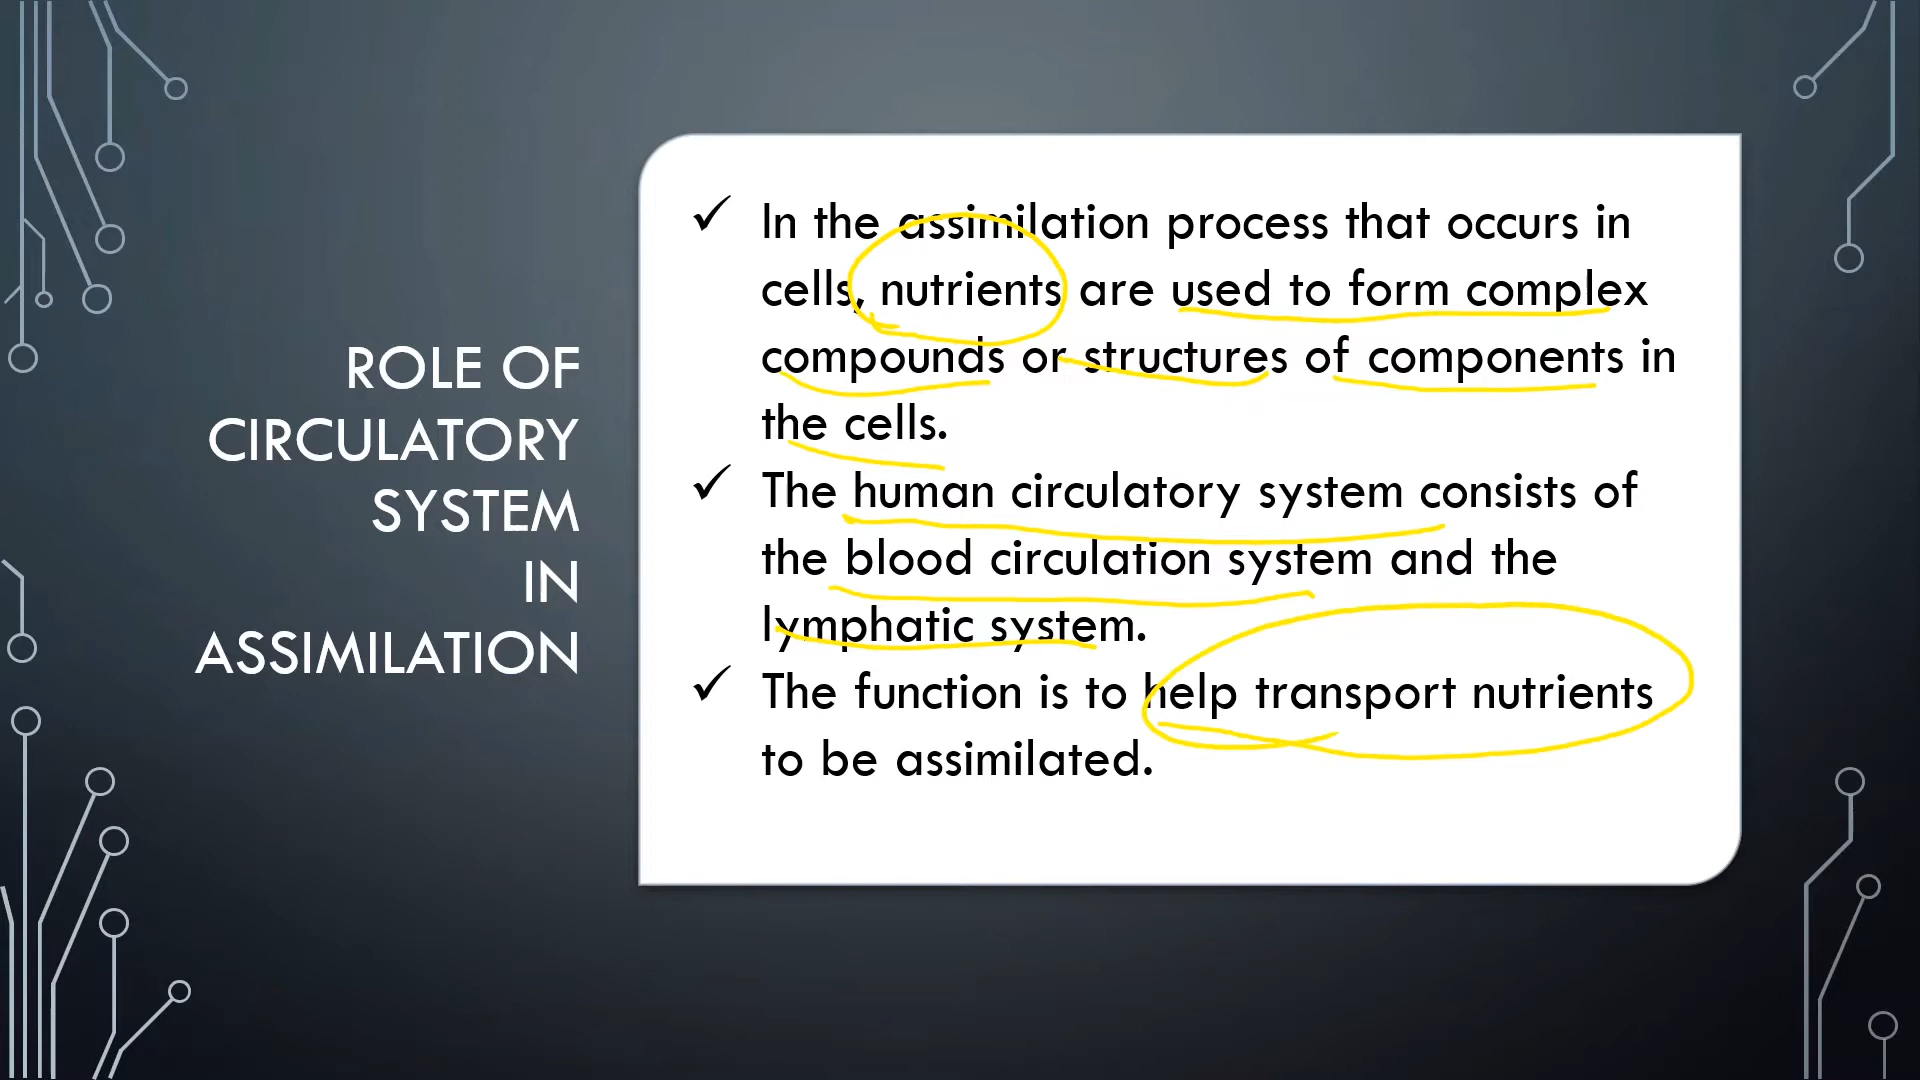 ROLE OF
CIRCULATORY
SYSTEM
IN
ASSIMILATION
✓ In the assimilation process that occurs in
cells, nutrients are used to form complex
compounds or structures of components in
the cells.
✓ The human circulatory system consists of
the blood circulation system and the
lymphatic system.
✓ The function is to help transport nutrients
to be assimilated.